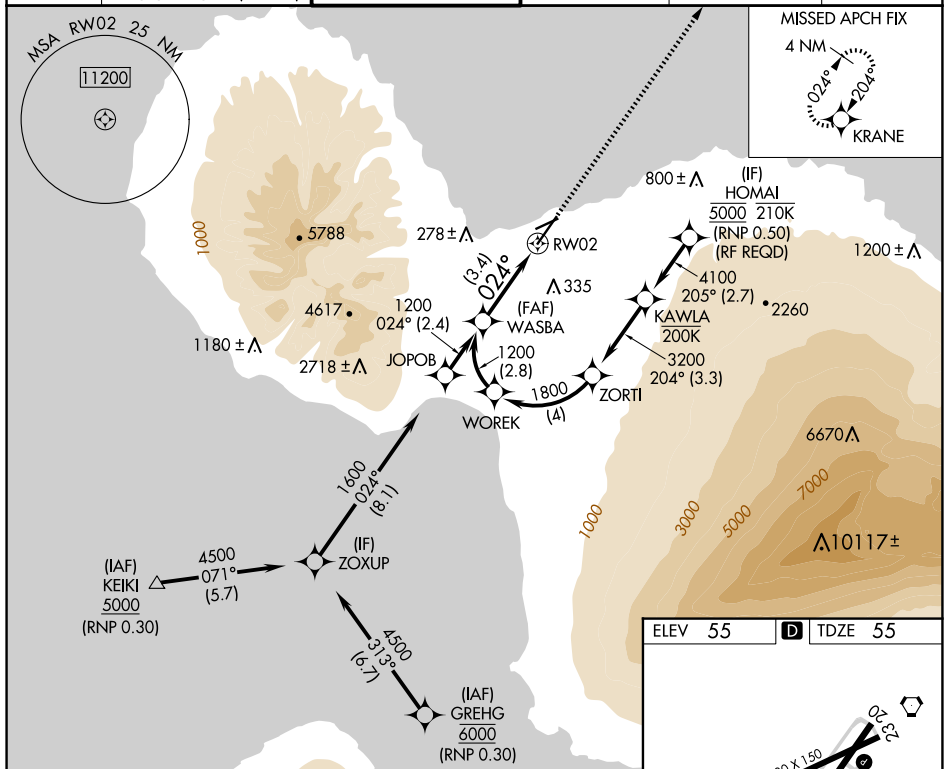 MSA RW02 25 NM
11200
MISSED APCH FIX
4 NM
024°
204°
KRANE
1000
5788
4617
278±
1180±
2718±
800±
(IF)
HOMAI
5000 210K
(RNP 0.50)
(RF REQD)
1200±
RW02
(3.4)
024°
335
4100
205° (2.7)
2260
KAWLA
200K
(FAF)
WASBA
1200
024° (2.4)
JOPOB
1200
(2.8)
3200
204° (3.3)
ZORTI
1800
(4)
WOREK
6670
7000
1000
3000
5000
10117±
1600
024°
(8.1)
(IF)
ZOXUP
4500
071°
(5.7)
(IAF)
KEIKI
5000
(RNP 0.30)
4500
313°
(6.7)
(IAF)
GREHG
6000
(RNP 0.30)
ELEV 55
D
TDZE 55
20
23
X 150